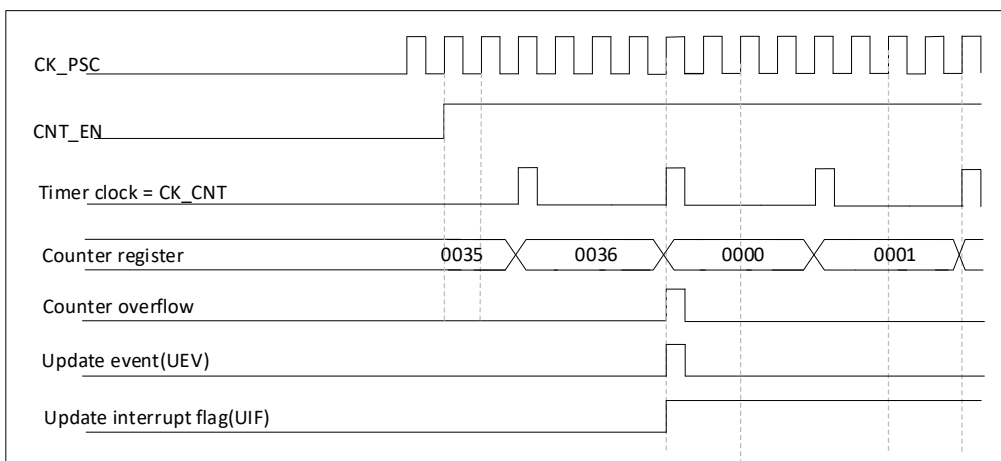 CK_PSC
CNT_EN
Timer clock = CK_CNT
Counter register 0035 0036 0000 0001
Counter overflow
Update event(UEV)
Update interrupt flag(UIF)